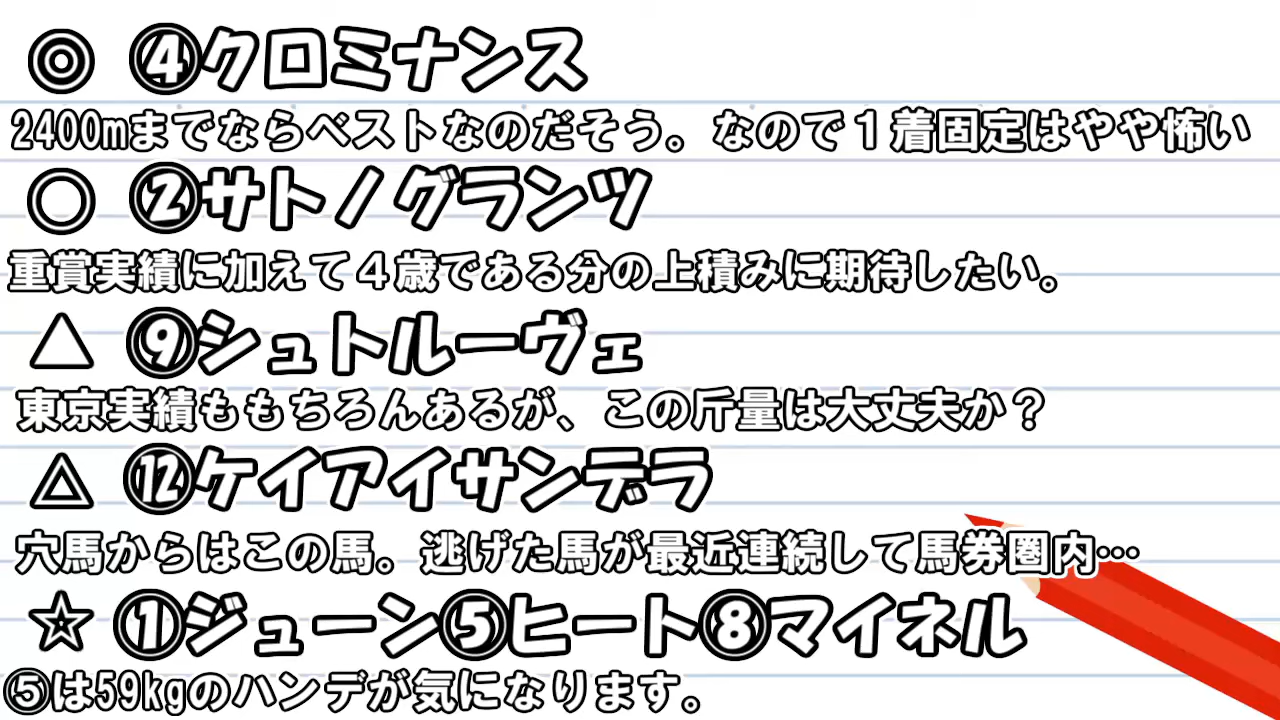 ◎ ④クロミナンス
2400mまでならベストなのだそう。なので１着固定はやや怖い
○ ②サトノグランツ
重賞実績に加えて４歳である分の上積みに期待したい。
▲ ⑨シュトルーヴェ
東京実績ももちろんあるが、この斤量は大丈夫か？
△ ⑫ケイアイサンデラ
穴馬からはこの馬。逃げた馬が最近連続して馬券圏内…
☆ ①ジューン⑤ヒート⑧マイネル
⑤は59kgのハンデが気になります。